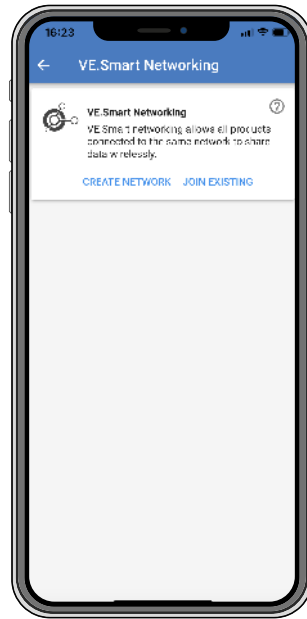 16:23
VE.Smart Networking
VE.Smart Networking
VE.Smart networking allows all products
connected to the same network to share
data wirelessly.
CREATE NETWORK JOIN EXISTING